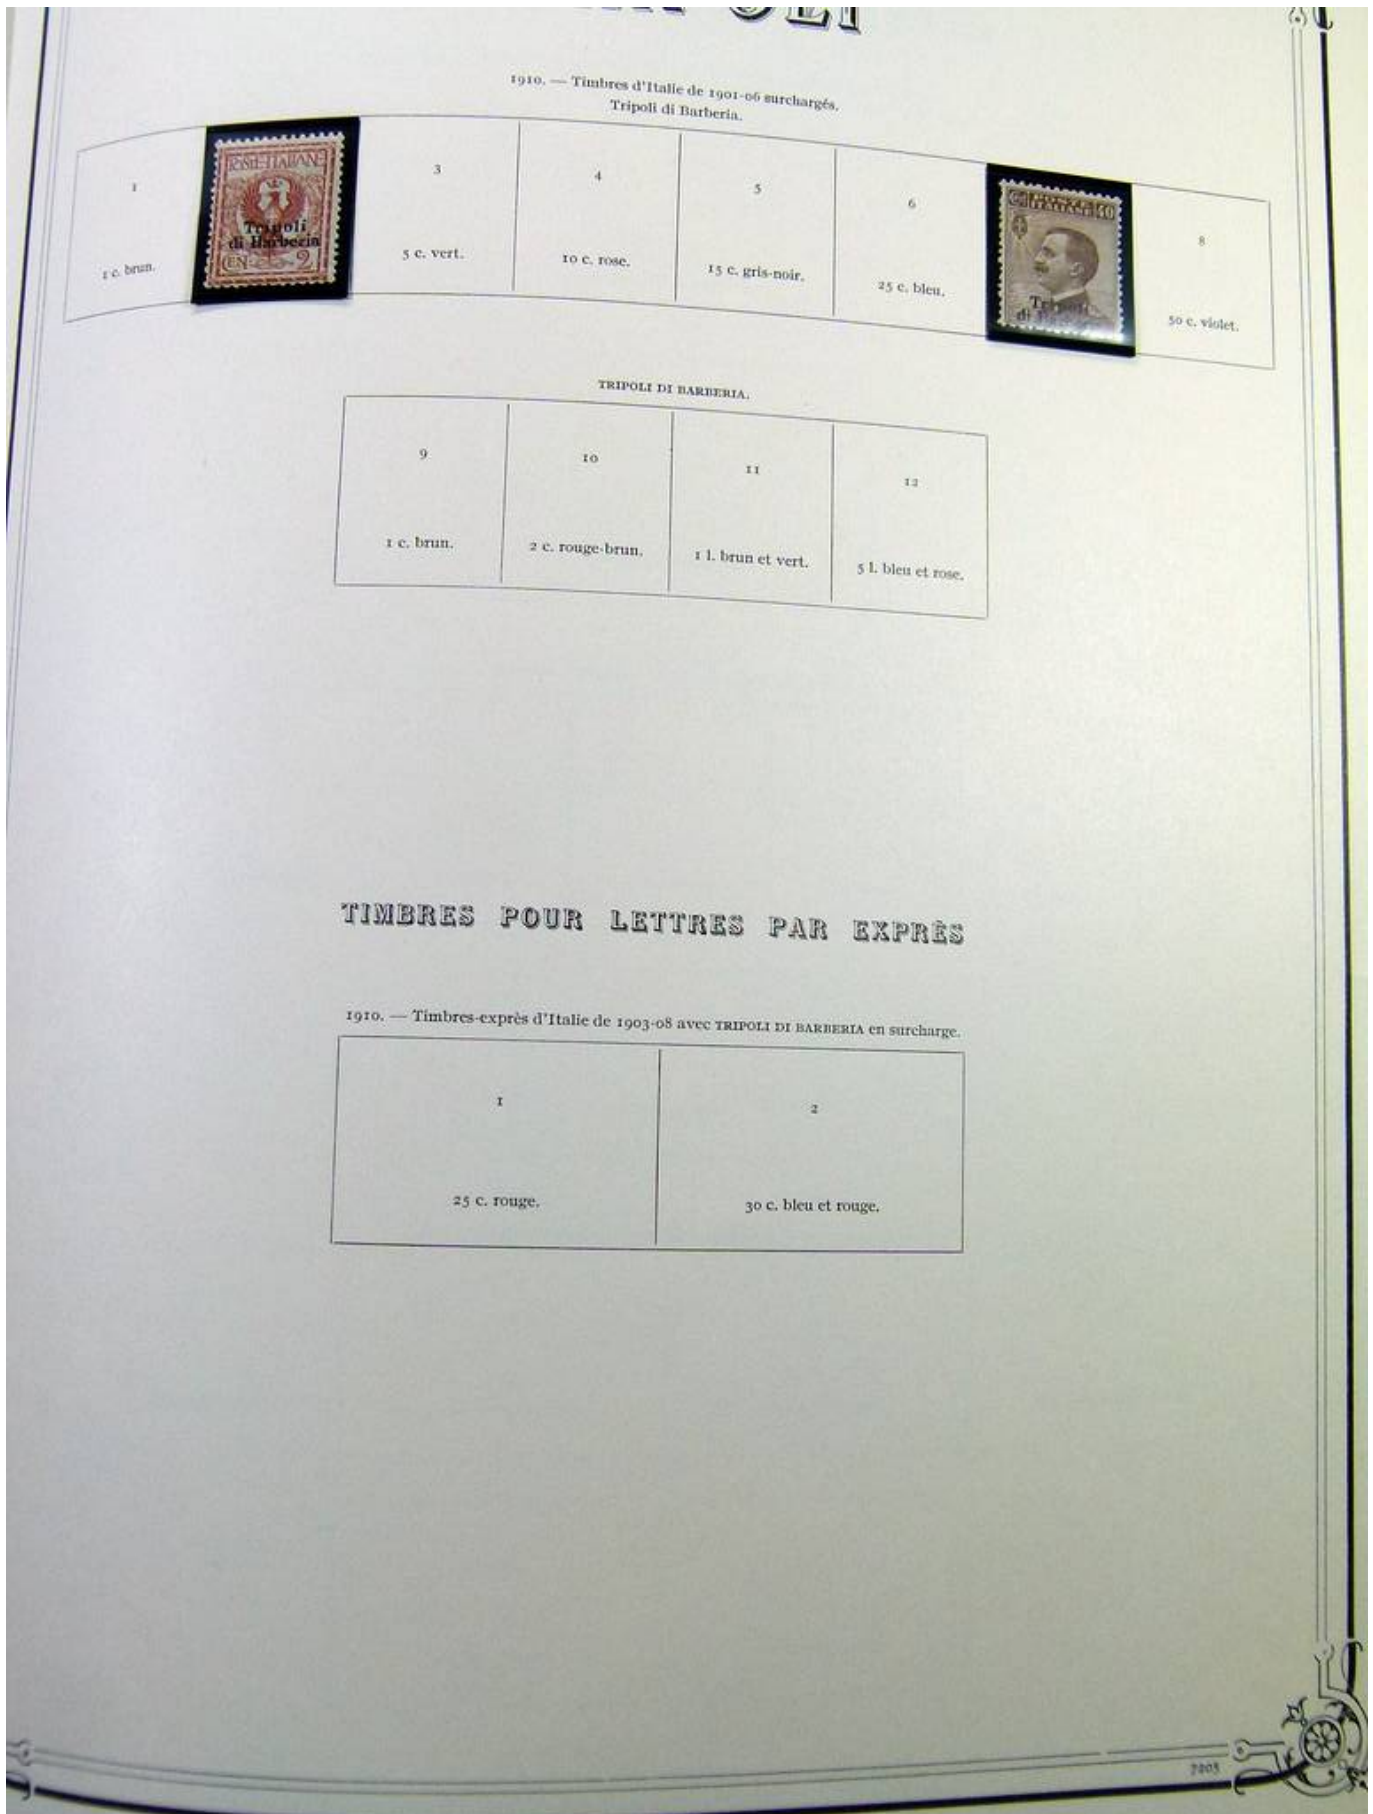 1910. — Timbres d'Italie de 1901-06 surchargés.
Tripoli di Barberia.
1
POSTE ITALIANE
Tripoli
di Barberia
CEN 2
3
4
5
6
40
Tripoli
di
8
1 c. brun.
5 c. vert.
10 c. rose.
15 c. gris-noir.
25 c. bleu.
50 c. violet.
TRIPOLI DI BARBERIA.
9
10
11
12
1 c. brun.
2 c. rouge-brun.
1 l. brun et vert.
5 l. bleu et rose.
TIMBRES POUR LETTRES PAR EXPRÈS
1910. — Timbres-exprès d'Italie de 1903-08 avec TRIPOLI DI BARBERIA en surcharge.
1
2
25 c. rouge.
30 c. bleu et rouge.